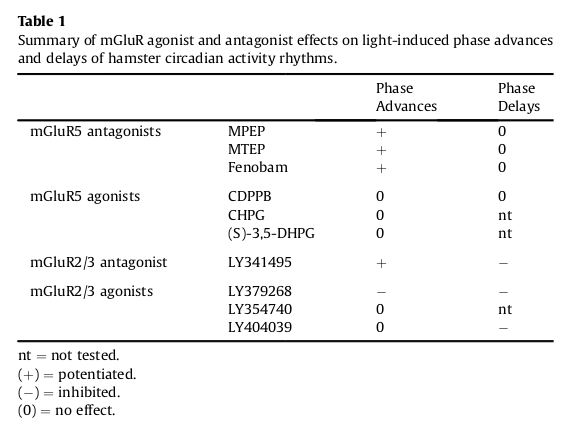 Table 1
Summary of mGluR agonist and antagonist effects on light-induced phase advances
and delays of hamster circadian activity rhythms.
Phase Phase
Advances Delays
mGluR5 antagonists MPEP + 0
MTEP + 0
Fenobam + 0
mGluR5 agonists CDPPB 0 0
CHPG 0 nt
(S)-3,5-DHPG 0 nt
mGluR2/3 antagonist LY341495 + −
mGluR2/3 agonists LY379268 − −
LY354740 0 nt
LY404039 0 −
nt = not tested.
(+) = potentiated.
(−) = inhibited.
(0) = no effect.